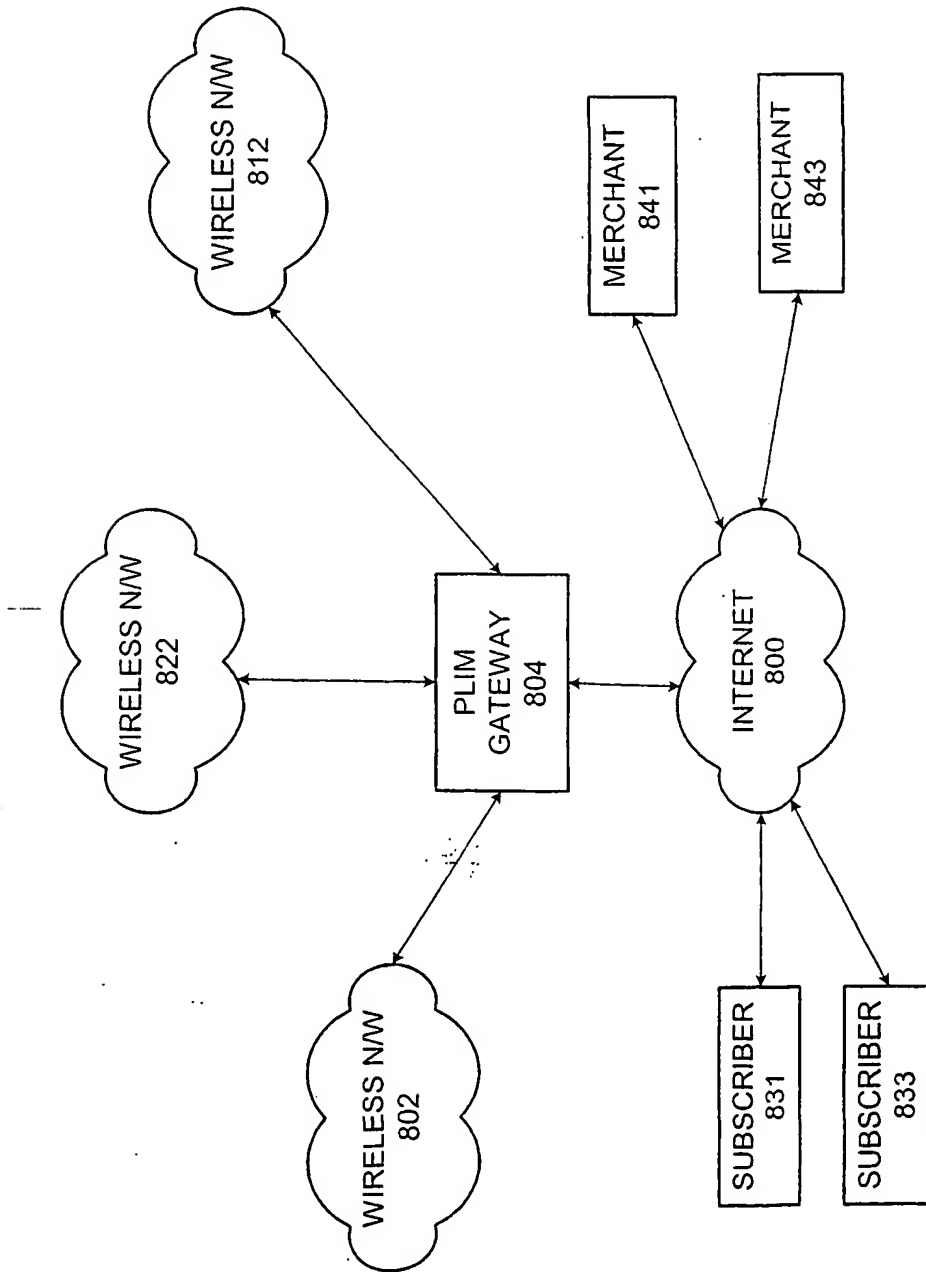 WIRELESS N/W
822
WIRELESS N/W
812
WIRELESS N/W
802
PLIM
GATEWAY
804
INTERNET
800
SUBSCRIBER
831
SUBSCRIBER
833
MERCHANT
841
MERCHANT
843